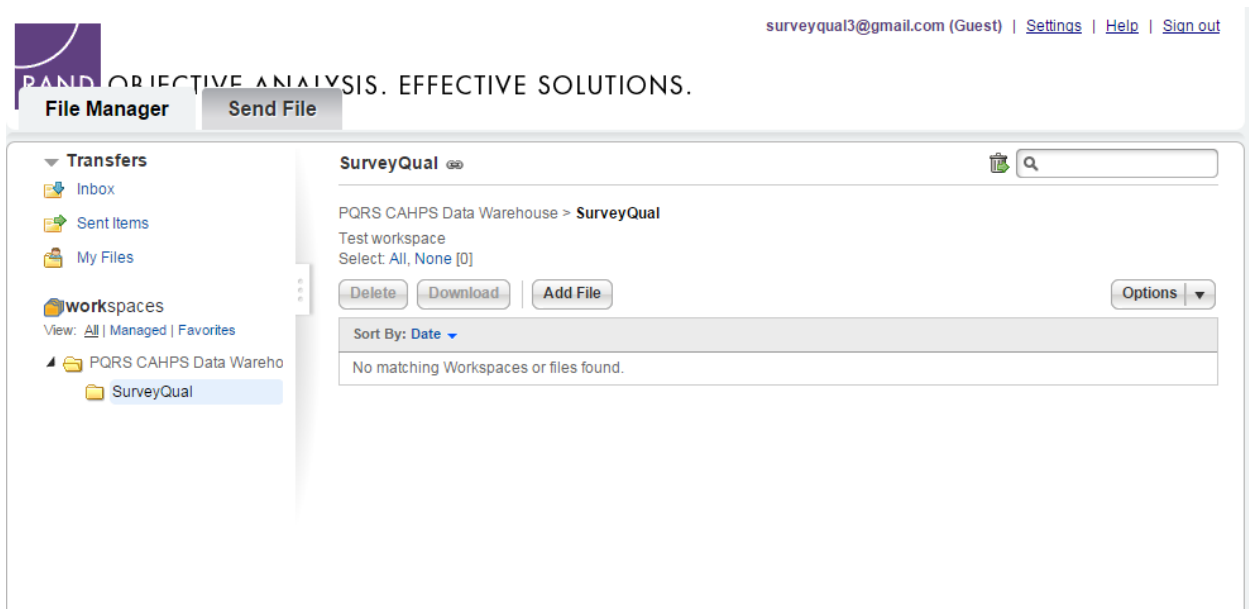 surveyqual3@gmail.com (Guest) | Settings | Help | Sign out
RAND OBJECTIVE ANALYSIS. EFFECTIVE SOLUTIONS.
File Manager Send File
Transfers
Inbox
Sent Items
My Files
workspaces
View: All | Managed | Favorites
PQRS CAHPS Data Wareho
SurveyQual
SurveyQual
PQRS CAHPS Data Warehouse > SurveyQual
Test workspace
Select: All, None [0]
Delete Download Add File Options
Sort By: Date
No matching Workspaces or files found.